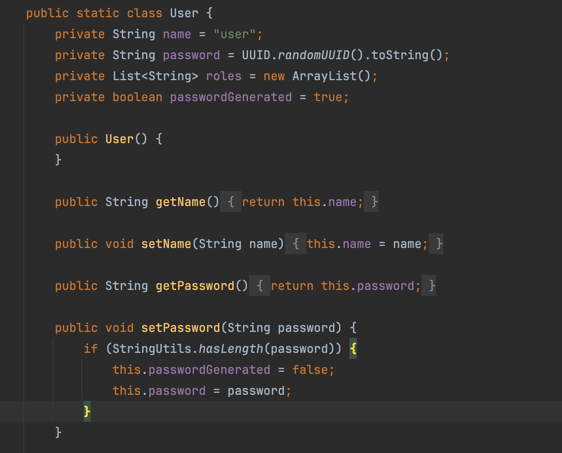 public static class User {
private String name = "user";
private String password = UUID.randomUUID().toString();
private List<String> roles = new ArrayList();
private boolean passwordGenerated = true;
public User() {
}
public String getName() { return this.name; }
public void setName(String name) { this.name = name; }
public String getPassword() { return this.password; }
public void setPassword(String password) {
if (StringUtils.hasLength(password)) {
this.passwordGenerated = false;
this.password = password;
}
}